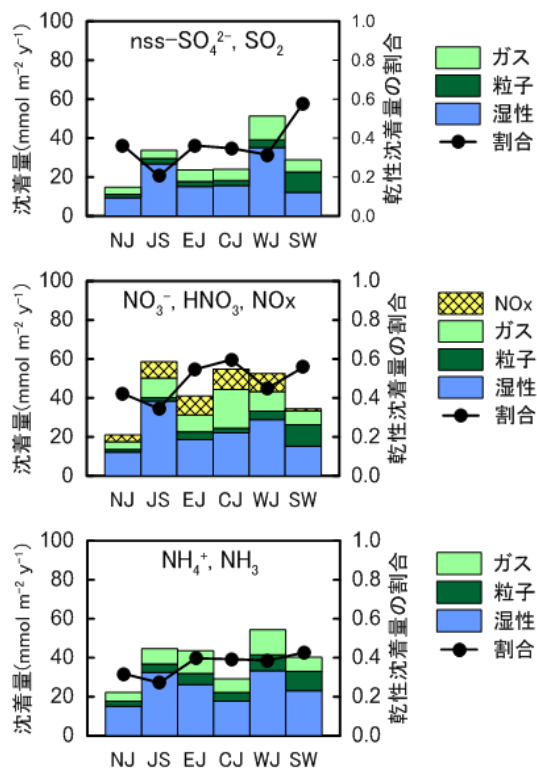 nss-SO₄²⁻, SO₂
沈着量(mmol m⁻² y⁻¹)
100
80
60
40
20
0
NJ JS EJ CJ WJ SW
1.0
0.8
0.6
0.4
0.2
0.0
乾性沈着量の割合
ガス
粒子
湿性
割合
NO₃⁻, HNO₃, NOx
沈着量(mmol m⁻² y⁻¹)
100
80
60
40
20
0
NJ JS EJ CJ WJ SW
1.0
0.8
0.6
0.4
0.2
0.0
乾性沈着量の割合
NOx
ガス
粒子
湿性
割合
NH₄⁺, NH₃
沈着量(mmol m⁻² y⁻¹)
100
80
60
40
20
0
NJ JS EJ CJ WJ SW
1.0
0.8
0.6
0.4
0.2
0.0
乾性沈着量の割合
ガス
粒子
湿性
割合